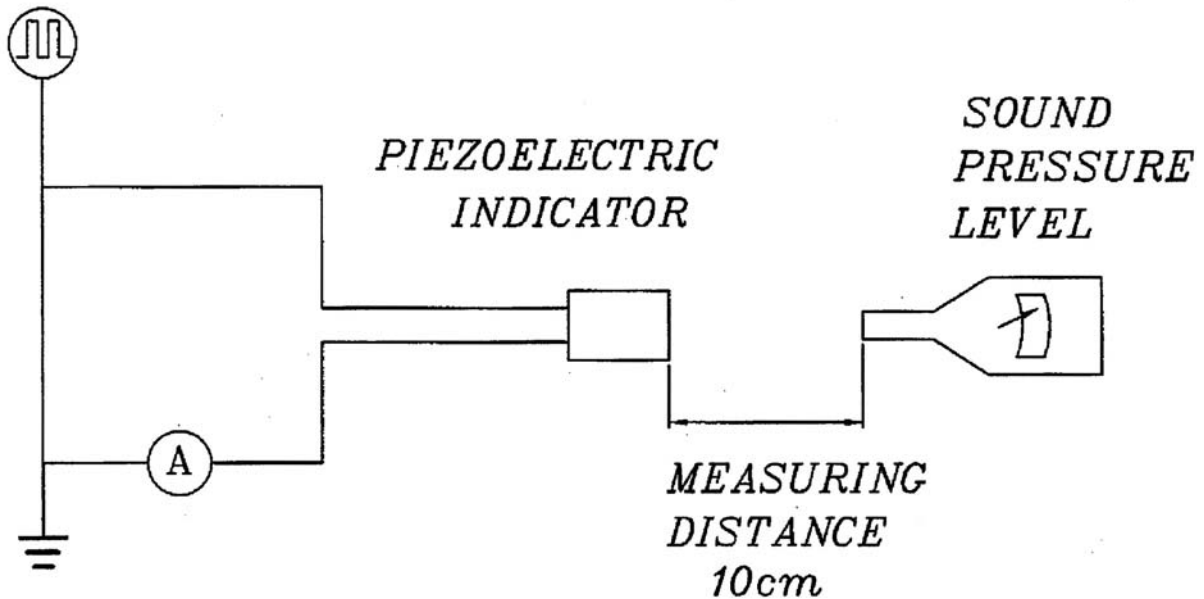 PIEZOELECTRIC
INDICATOR
SOUND
PRESSURE
LEVEL
A
MEASURING
DISTANCE
10cm